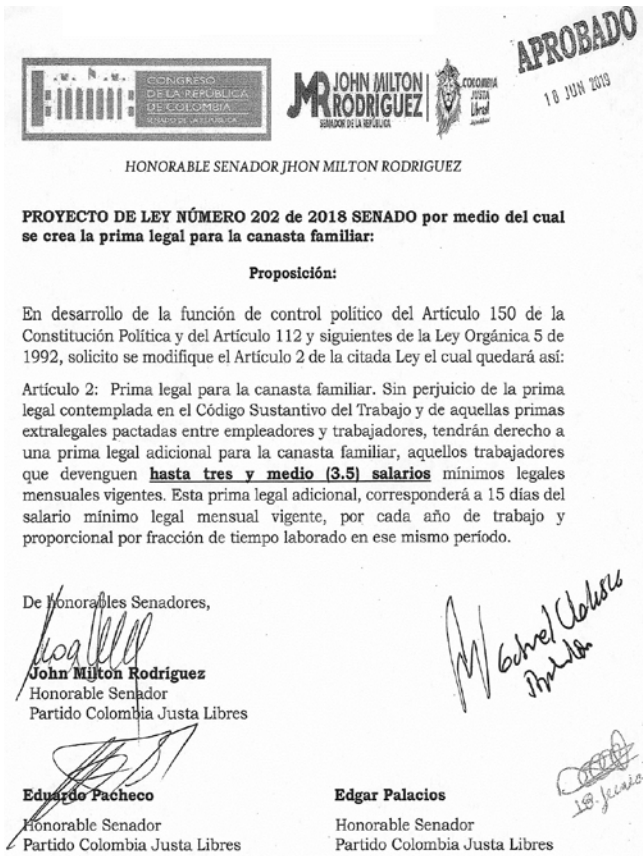 APROBADO
18 JUN 2019
CONGRESO
DE LA REPÚBLICA
DE COLOMBIA
SENADO DE LA REPÚBLICA
JMR JOHN MILTON
RODRÍGUEZ
SENADOR DE LA REPÚBLICA
COLOMBIA
JUSTA
Libres
HONORABLE SENADOR JHON MILTON RODRIGUEZ
PROYECTO DE LEY NÚMERO 202 de 2018 SENADO por medio del cual
se crea la prima legal para la canasta familiar:
Proposición:
En desarrollo de la función de control político del Artículo 150 de la
Constitución Política y del Artículo 112 y siguientes de la Ley Orgánica 5 de
1992, solicito se modifique el Artículo 2 de la citada Ley el cual quedará así:
Artículo 2: Prima legal para la canasta familiar. Sin perjuicio de la prima
legal contemplada en el Código Sustantivo del Trabajo y de aquellas primas
extralegales pactadas entre empleadores y trabajadores, tendrán derecho a
una prima legal adicional para la canasta familiar, aquellos trabajadores
que devenguen hasta tres y medio (3.5) salarios mínimos legales
mensuales vigentes. Esta prima legal adicional, corresponderá a 15 días del
salario mínimo legal mensual vigente, por cada año de trabajo y
proporcional por fracción de tiempo laborado en ese mismo período.
De Honorables Senadores,
John Milton Rodríguez
Honorable Senador
Partido Colombia Justa Libres
Eduardo Pacheco
Honorable Senador
Partido Colombia Justa Libres
Edgar Palacios
Honorable Senador
Partido Colombia Justa Libres